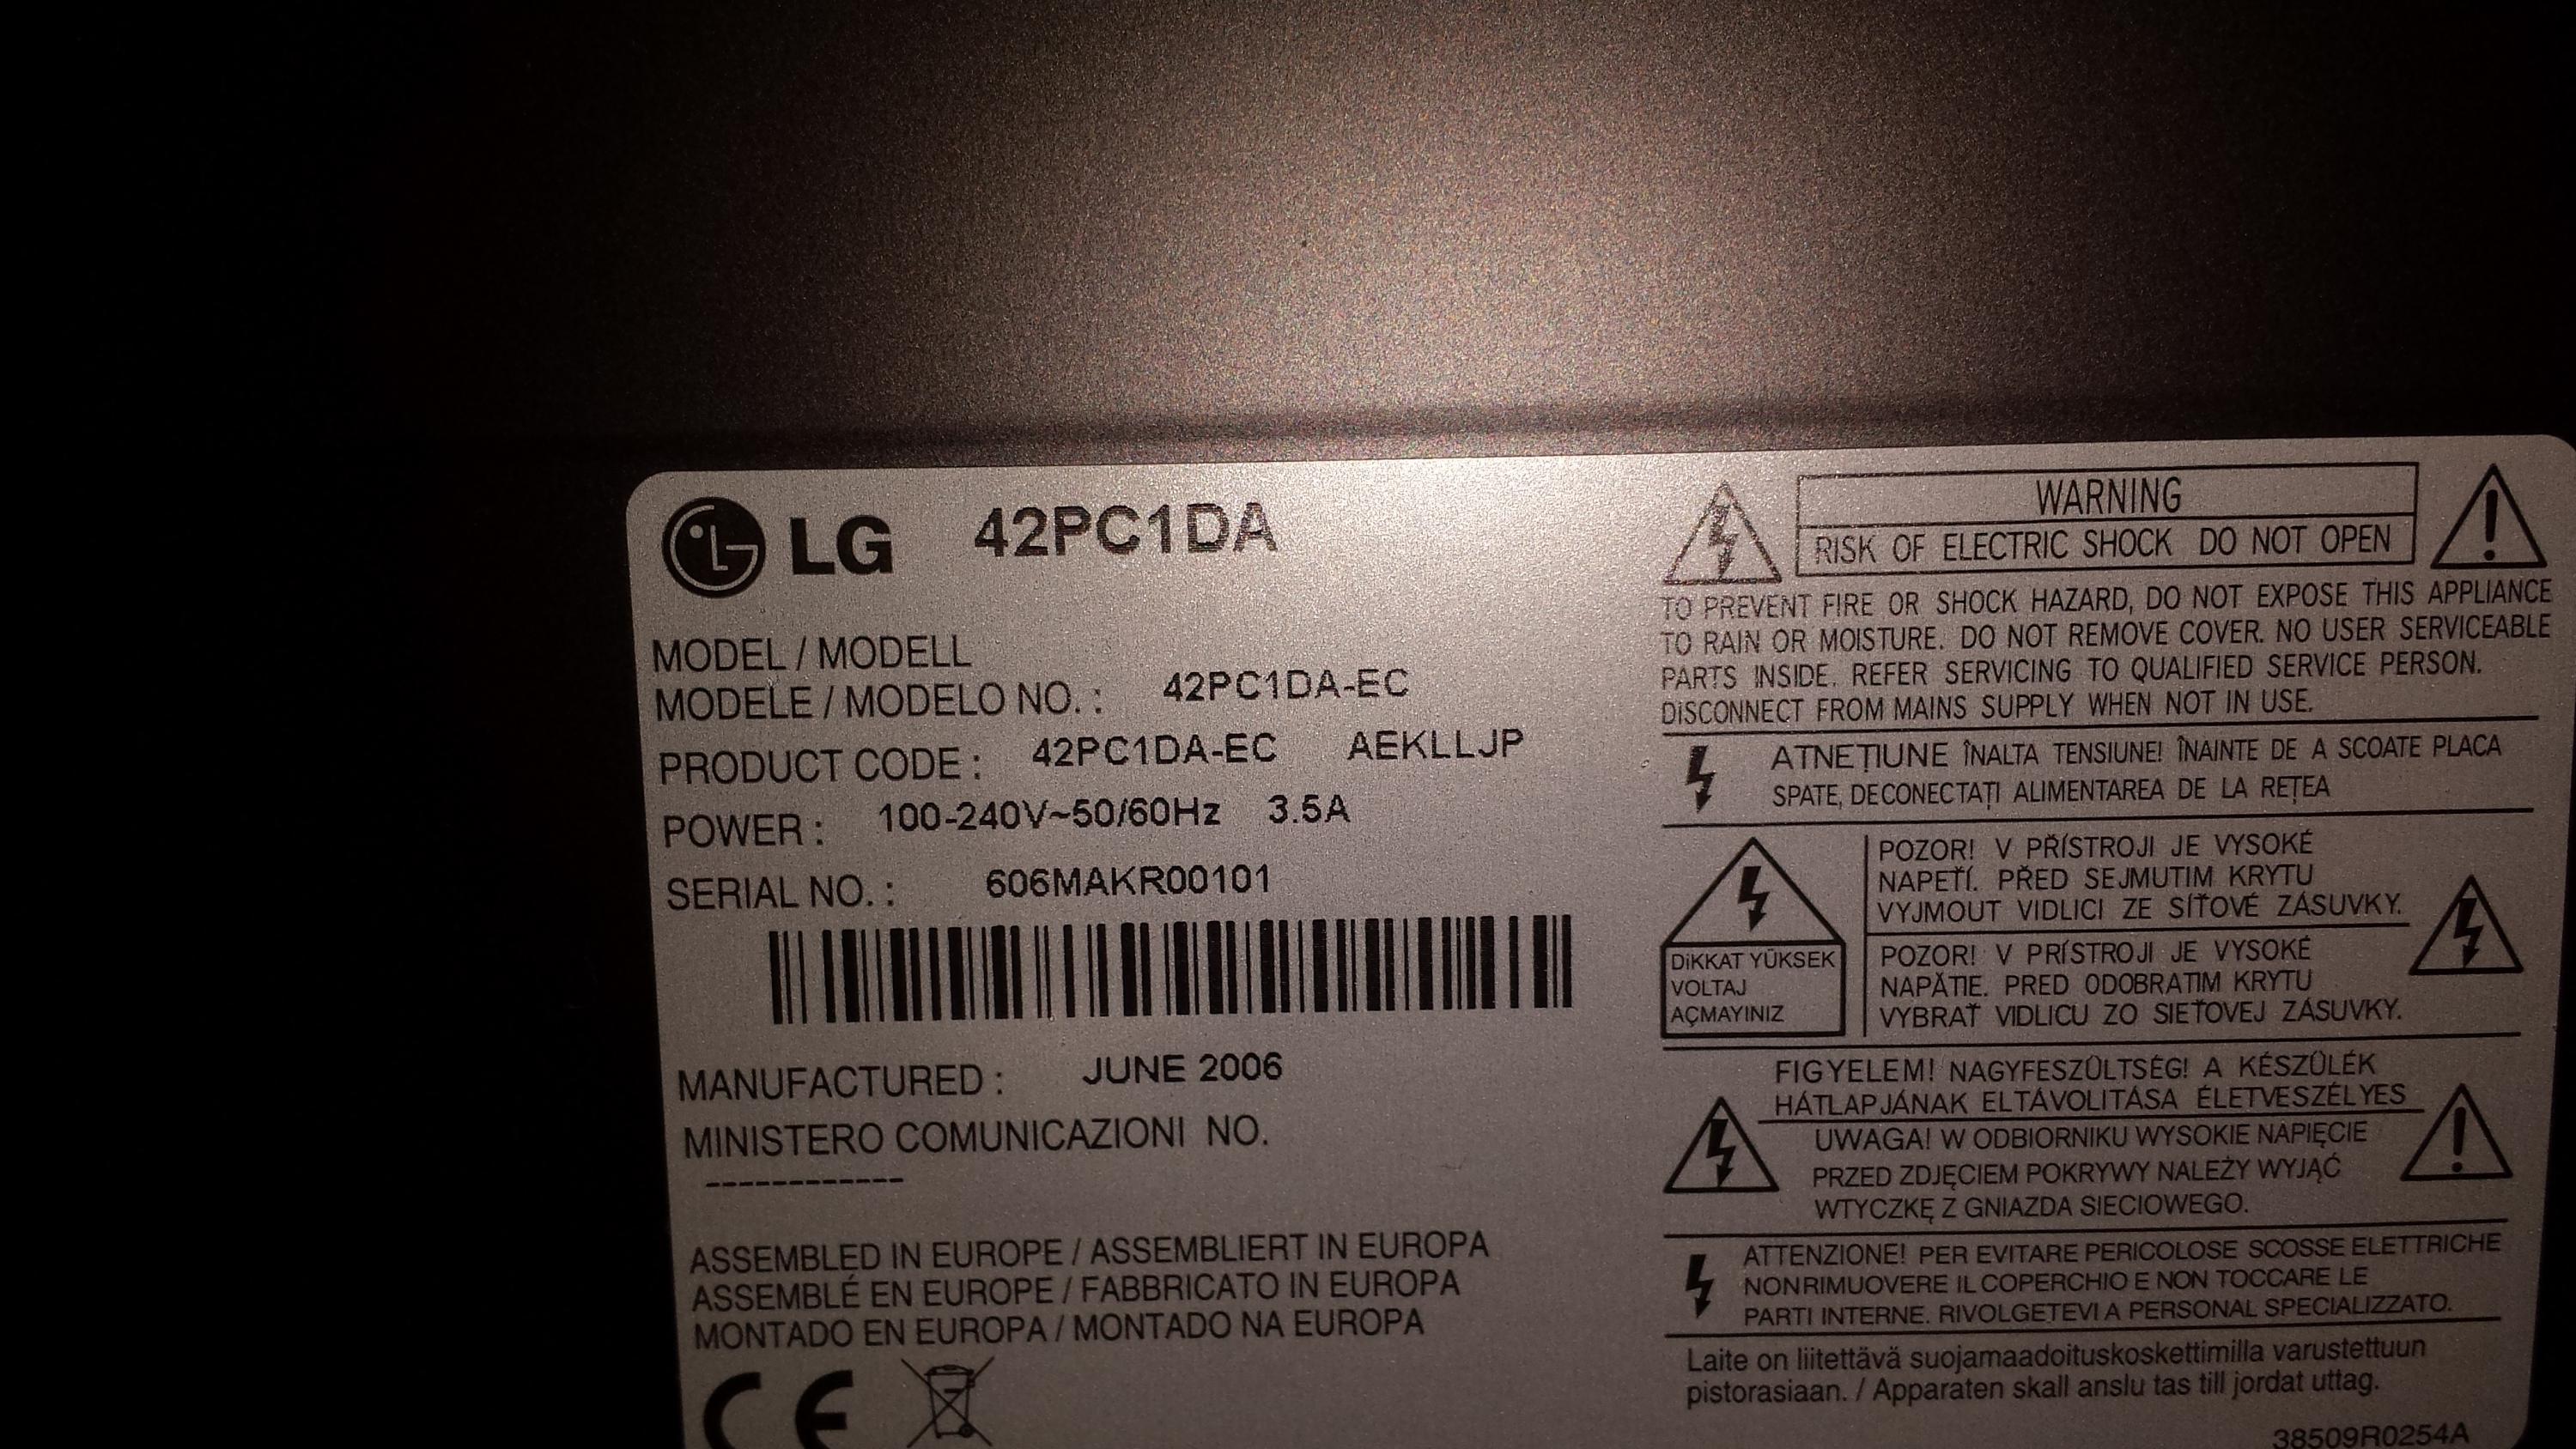 LG 42PC1DA
MODEL / MODELL
MODELE / MODELO NO. : 42PC1DA-EC
PRODUCT CODE : 42PC1DA-EC AEKLLJP
POWER : 100-240V~50/60Hz 3.5A
SERIAL NO. : 606MAKR00101
MANUFACTURED : JUNE 2006
MINISTERO COMUNICAZIONI NO.
------------
ASSEMBLED IN EUROPE / ASSEMBLIERT IN EUROPA
ASSEMBLÉ EN EUROPE / FABBRICATO IN EUROPA
MONTADO EN EUROPA / MONTADO NA EUROPA
CE
WARNING
RISK OF ELECTRIC SHOCK DO NOT OPEN
TO PREVENT FIRE OR SHOCK HAZARD, DO NOT EXPOSE THIS APPLIANCE
TO RAIN OR MOISTURE. DO NOT REMOVE COVER. NO USER SERVICEABLE
PARTS INSIDE. REFER SERVICING TO QUALIFIED SERVICE PERSON.
DISCONNECT FROM MAINS SUPPLY WHEN NOT IN USE.
ATNEȚIUNE ÎNALTA TENSIUNE! ÎNAINTE DE A SCOATE PLACA
SPATE, DECONECTAȚI ALIMENTAREA DE LA REȚEA
DiKKAT YÜKSEK
VOLTAJ
AÇMAYINIZ
POZOR! V PŘÍSTROJI JE VYSOKÉ
NAPETÍ. PŘED SEJMUTIM KRYTU
VYJMOUT VIDLICI ZE SÍŤOVÉ ZÁSUVKY.
POZOR! V PRÍSTROJI JE VYSOKÉ
NAPÄTIE. PRED ODOBRATIM KRYTU
VYBRAŤ VIDLICU ZO SIEŤOVEJ ZÁSUVKY.
FIGYELEM! NAGYFESZÜLTSÉG! A KÉSZÜLÉK
HÁTLAPJÁNAK ELTÁVOLITÁSA ÉLETVESZÉLYES
UWAGA! W ODBIORNIKU WYSOKIE NAPIĘCIE
PRZED ZDJĘCIEM POKRYWY NALEŻY WYJĄĆ
WTYCZKĘ Z GNIAZDA SIECIOWEGO.
ATTENZIONE! PER EVITARE PERICOLOSE SCOSSE ELETTRICHE
NONRIMUOVERE IL COPERCHIO E NON TOCCARE LE
PARTI INTERNE. RIVOLGETEVI A PERSONAL SPECIALIZZATO.
Laite on liitettävä suojamaadoituskoskettimilla varustettuun
pistorasiaan. / Apparaten skall anslu tas till jordat uttag.
38509R0254A